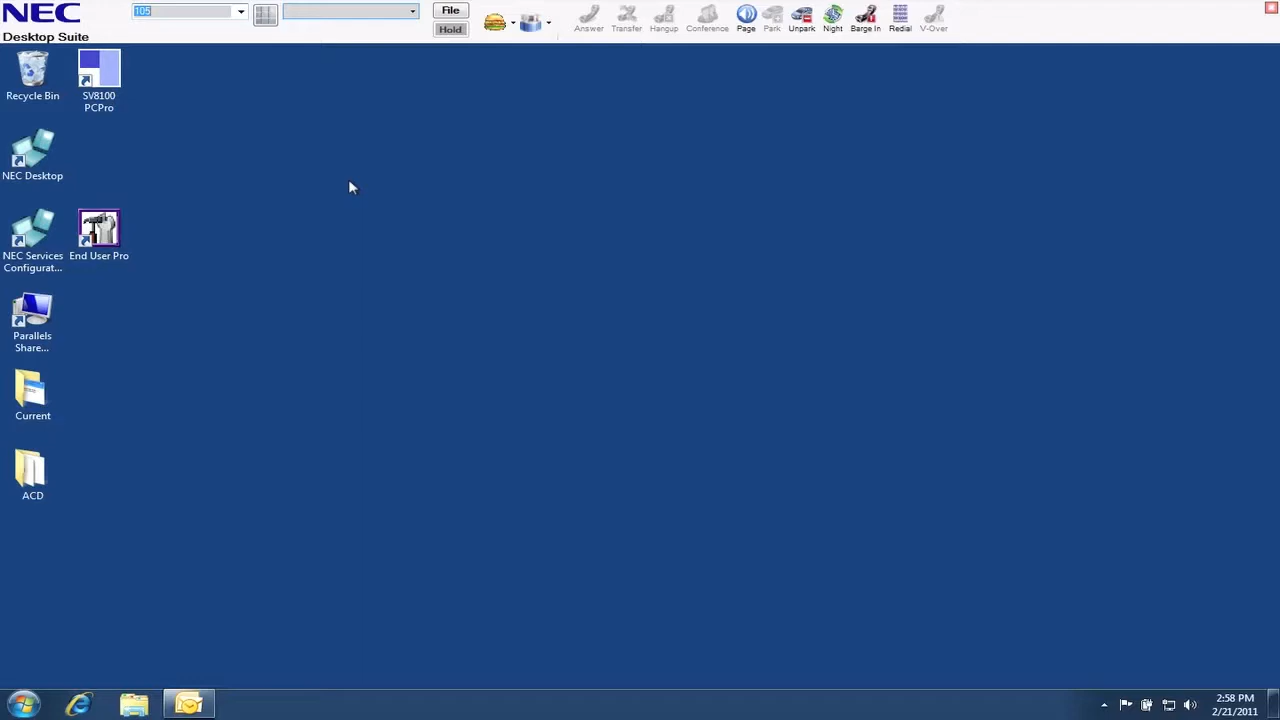 NEC
Desktop Suite
105
File
Hold
Answer
Transfer
Hangup
Conference
Page
Park
Unpark
Night
Barge In
Redial
V-Over
Recycle Bin
SV8100
PCPro
NEC Desktop
NEC Services
Configurat...
End User Pro
Parallels
Share...
Current
ACD
2:58 PM
2/21/2011